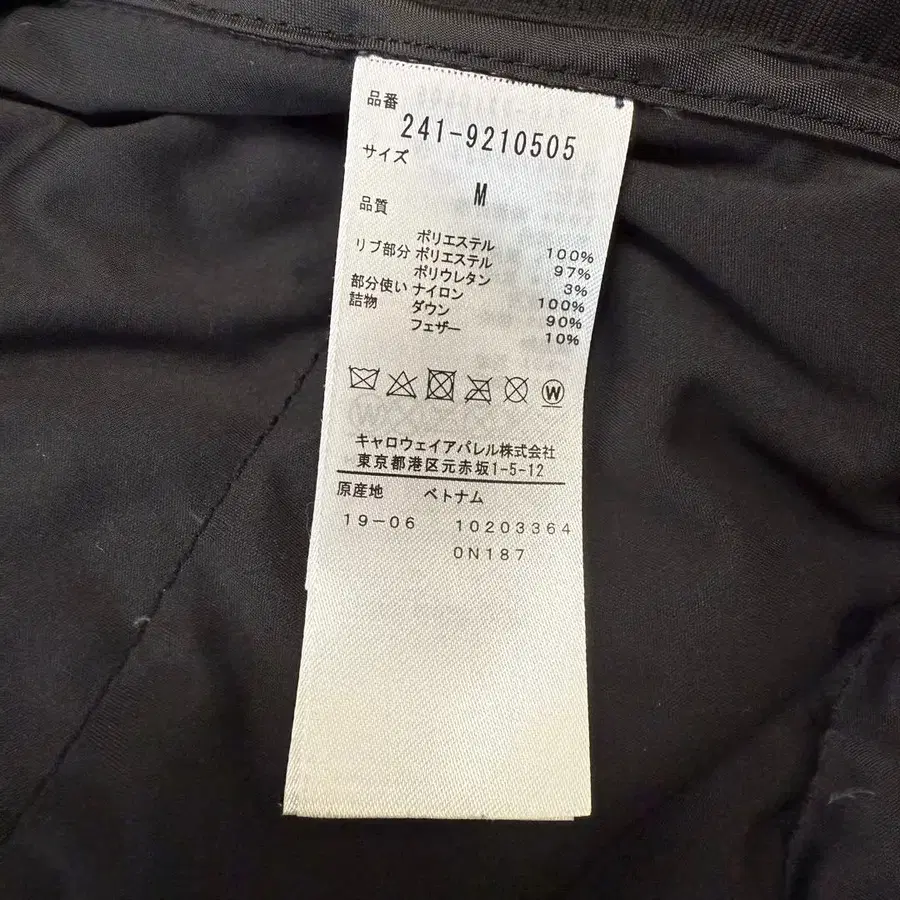 品番
241-9210505
サイズ
M
品質
ポリエステル 100%
リブ部分 ポリエステル 97%
ポリウレタン 3%
部分使い ナイロン 100%
詰物 ダウン 90%
フェザー 10%
W
キャロウェイアパレル株式会社
東京都港区元赤坂1-5-12
原産地 ベトナム
19-06 10203364
0N187